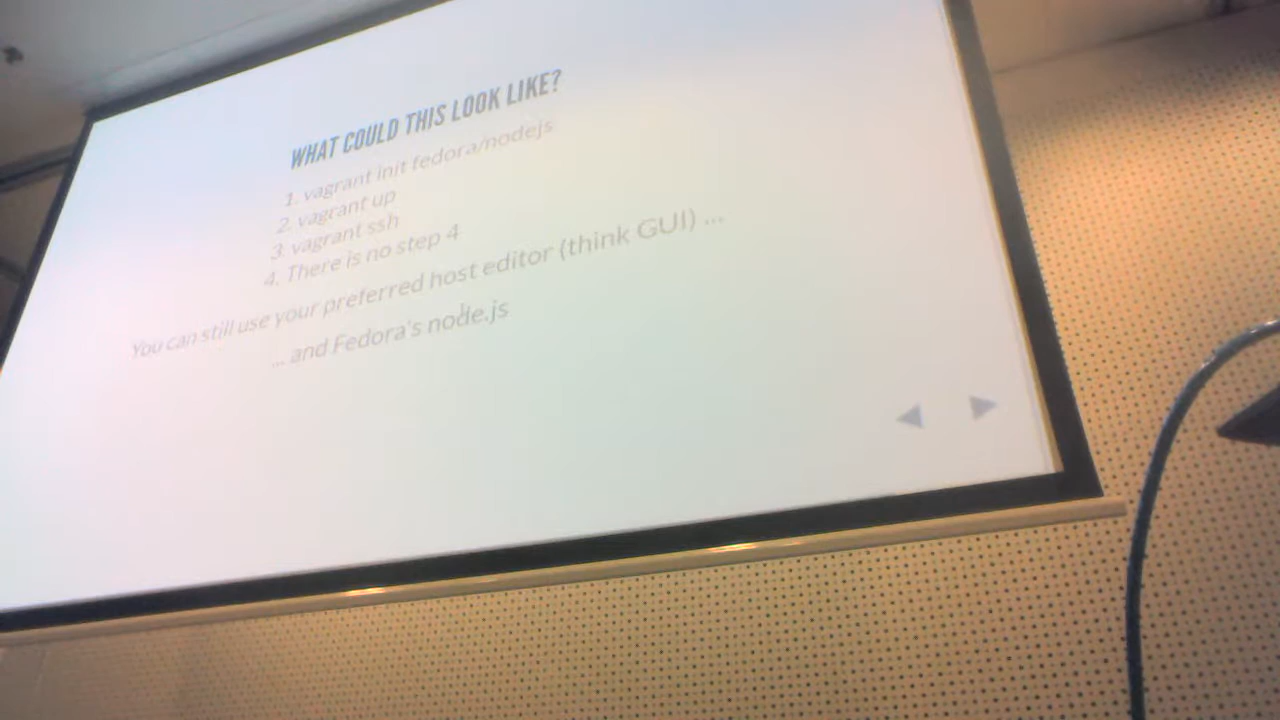 WHAT COULD THIS LOOK LIKE?
1. vagrant init fedora/nodejs
2. vagrant up
3. vagrant ssh
4. There is no step 4
You can still use your preferred host editor (think GUI) ...
... and Fedora's node.js